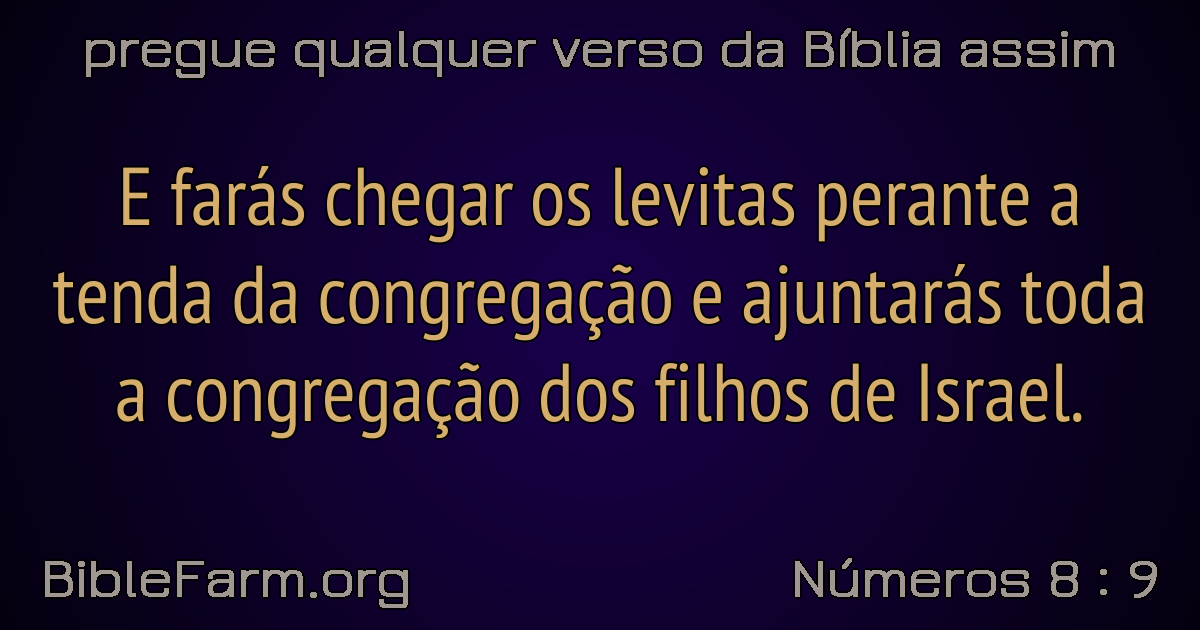 pregue qualquer verso da Bíblia assim
E farás chegar os levitas perante a
tenda da congregação e ajuntarás toda
a congregação dos filhos de Israel.
BibleFarm.org
Números 8 : 9